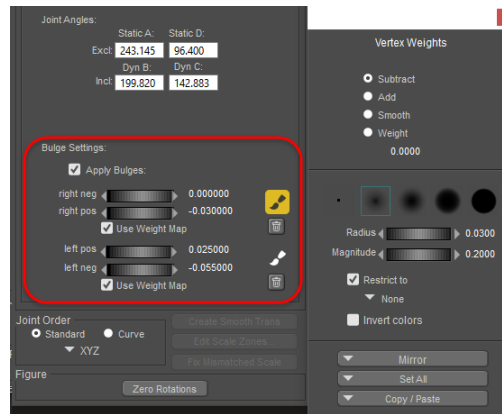 Joint Angles:
Static A: Static D:
Excl: 243.145 96.400
Dyn B: Dyn C:
Incl: 199.820 142.883
Bulge Settings:
Apply Bulges:
right neg 0.000000
right pos -0.030000
Use Weight Map
left pos 0.025000
left neg -0.055000
Use Weight Map
Joint Order
Standard Curve
XYZ
Create Smooth Trans
Edit Scale Zones
Fix Mismatched Scale
Figure
Zero Rotations
Vertex Weights
Subtract
Add
Smooth
Weight
0.0000
Radius 0.0300
Magnitude 0.2000
Restrict to
None
Invert colors
Mirror
Set All
Copy / Paste